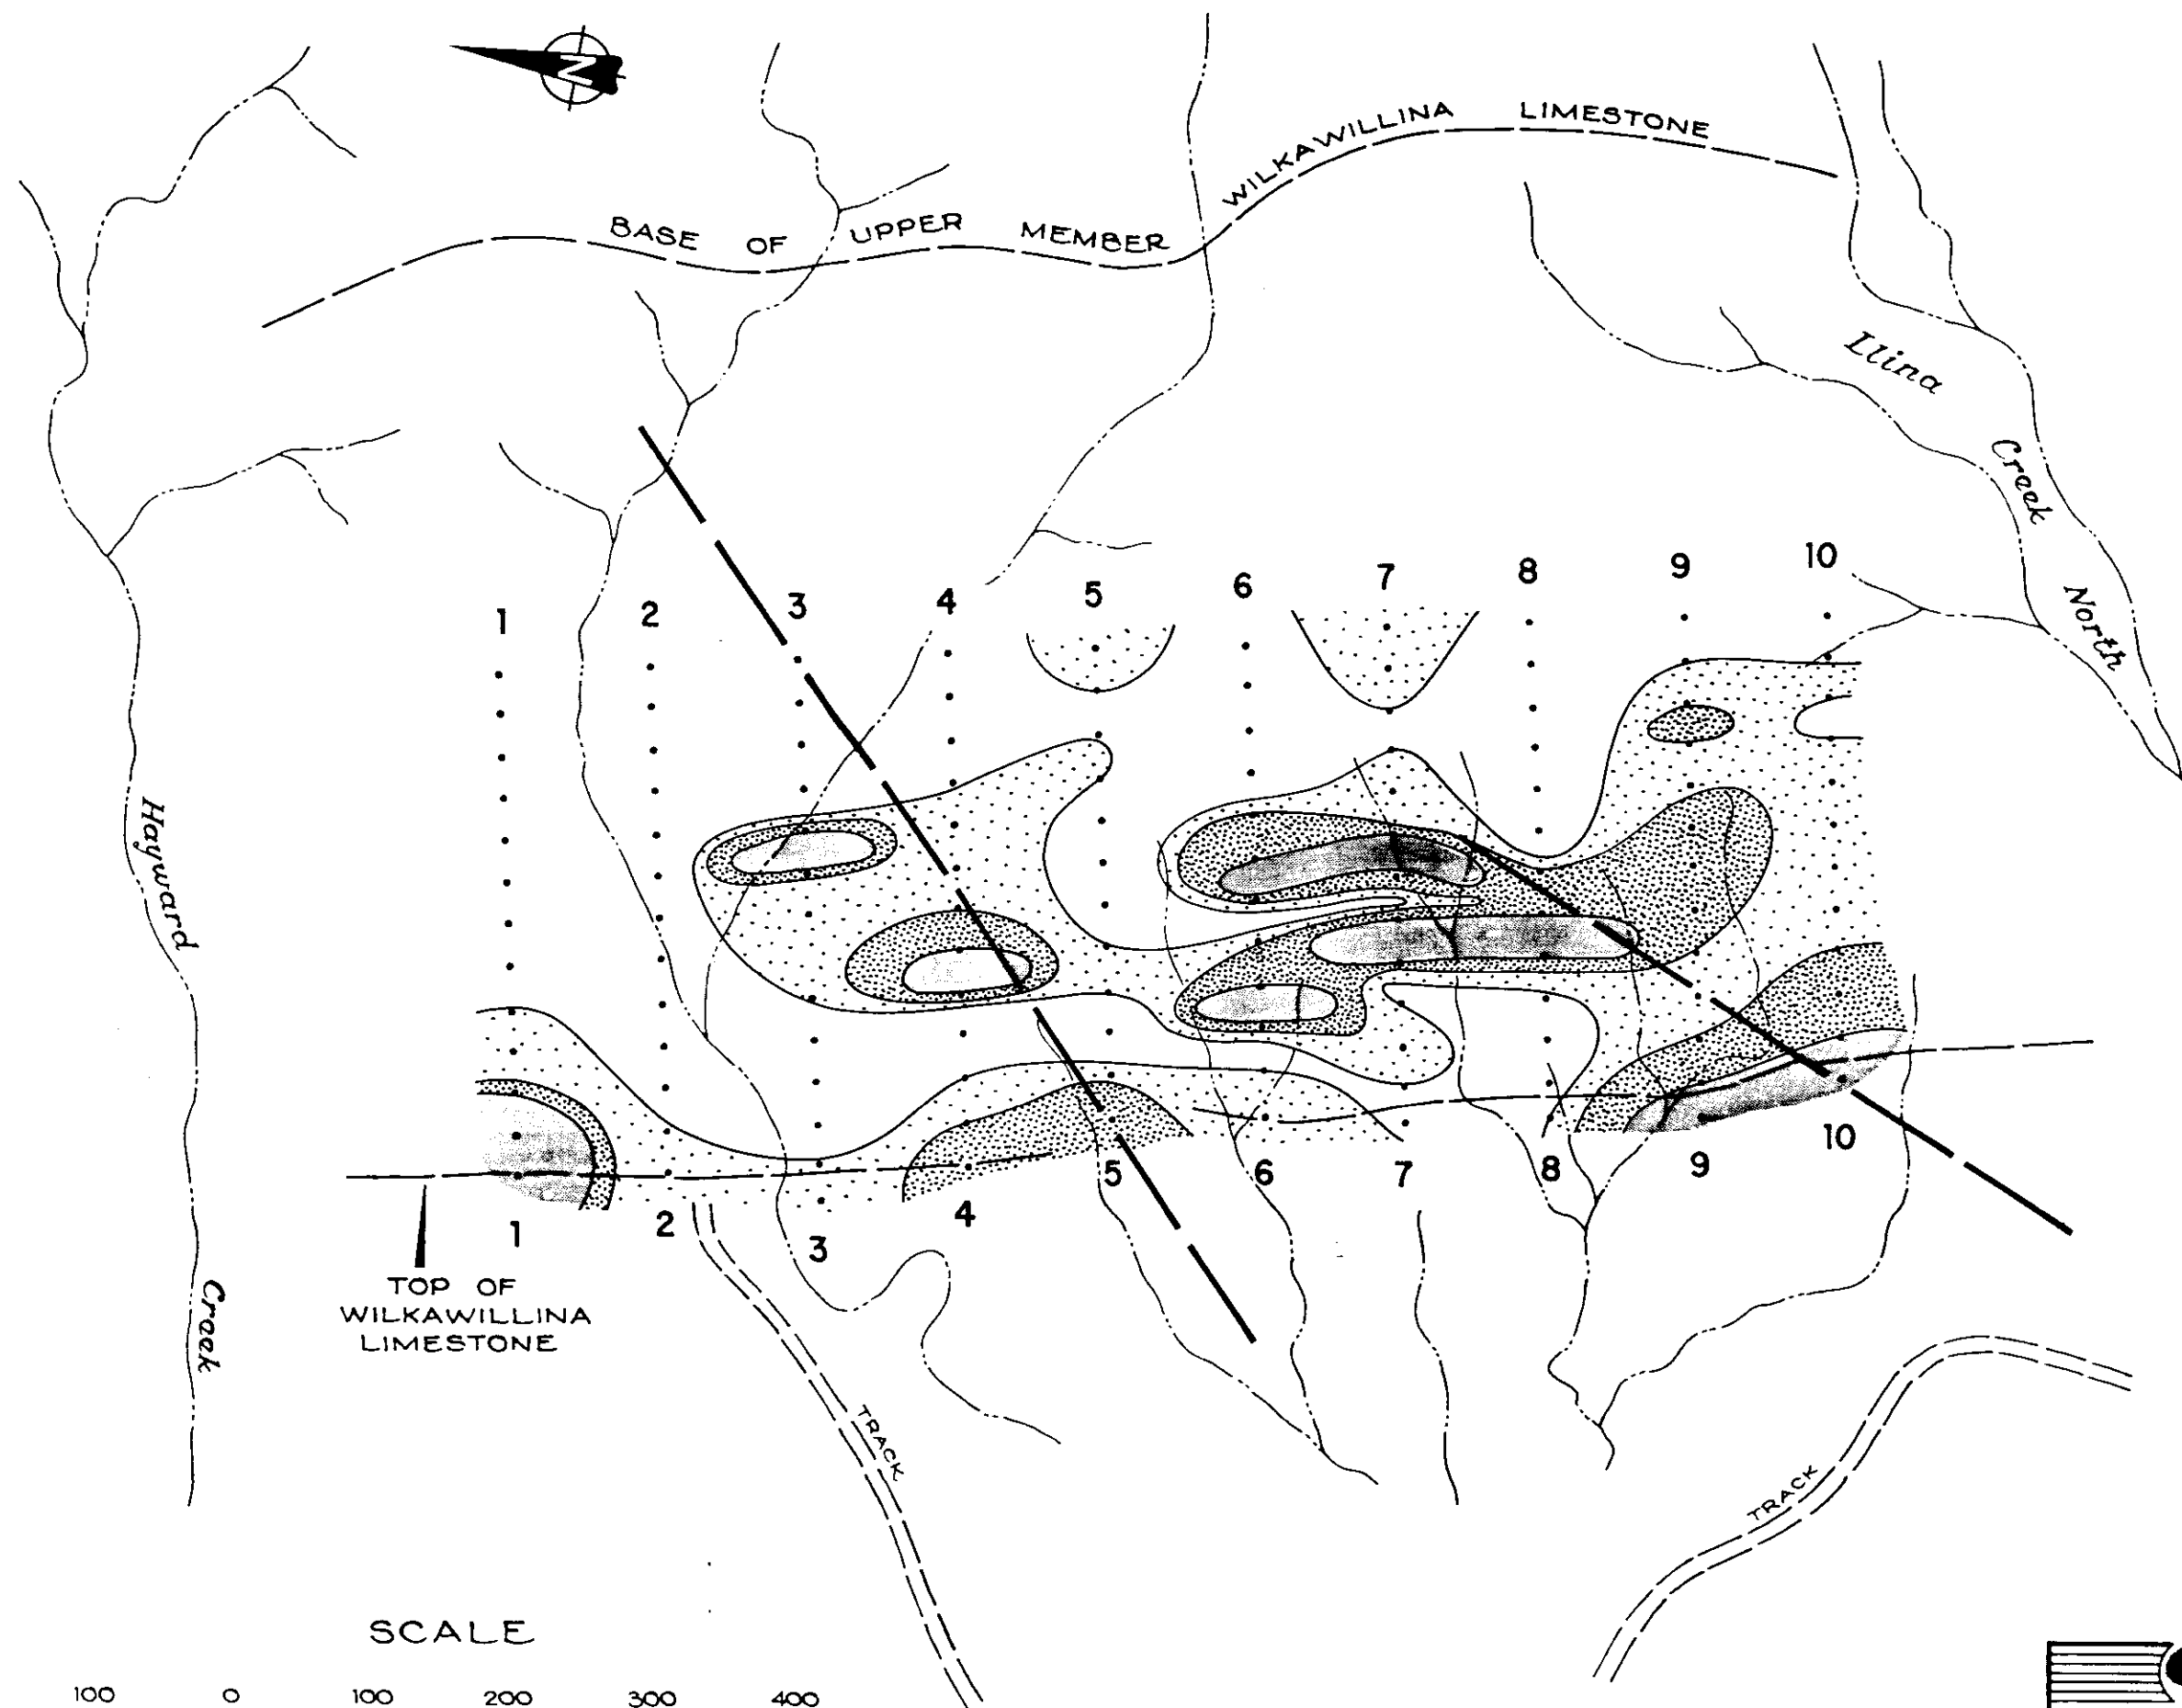 N
WILKAWILLINA LIMESTONE
BASE OF UPPER MEMBER
Ilina
Creek
North
1 2 3 4 5 6 7 8 9 10
Hayward
Creek
1 2 3 4 5 6 7 8 9 10
TOP OF
WILKAWILLINA
LIMESTONE
TRACK
TRACK
SCALE
100 0 100 200 300 400